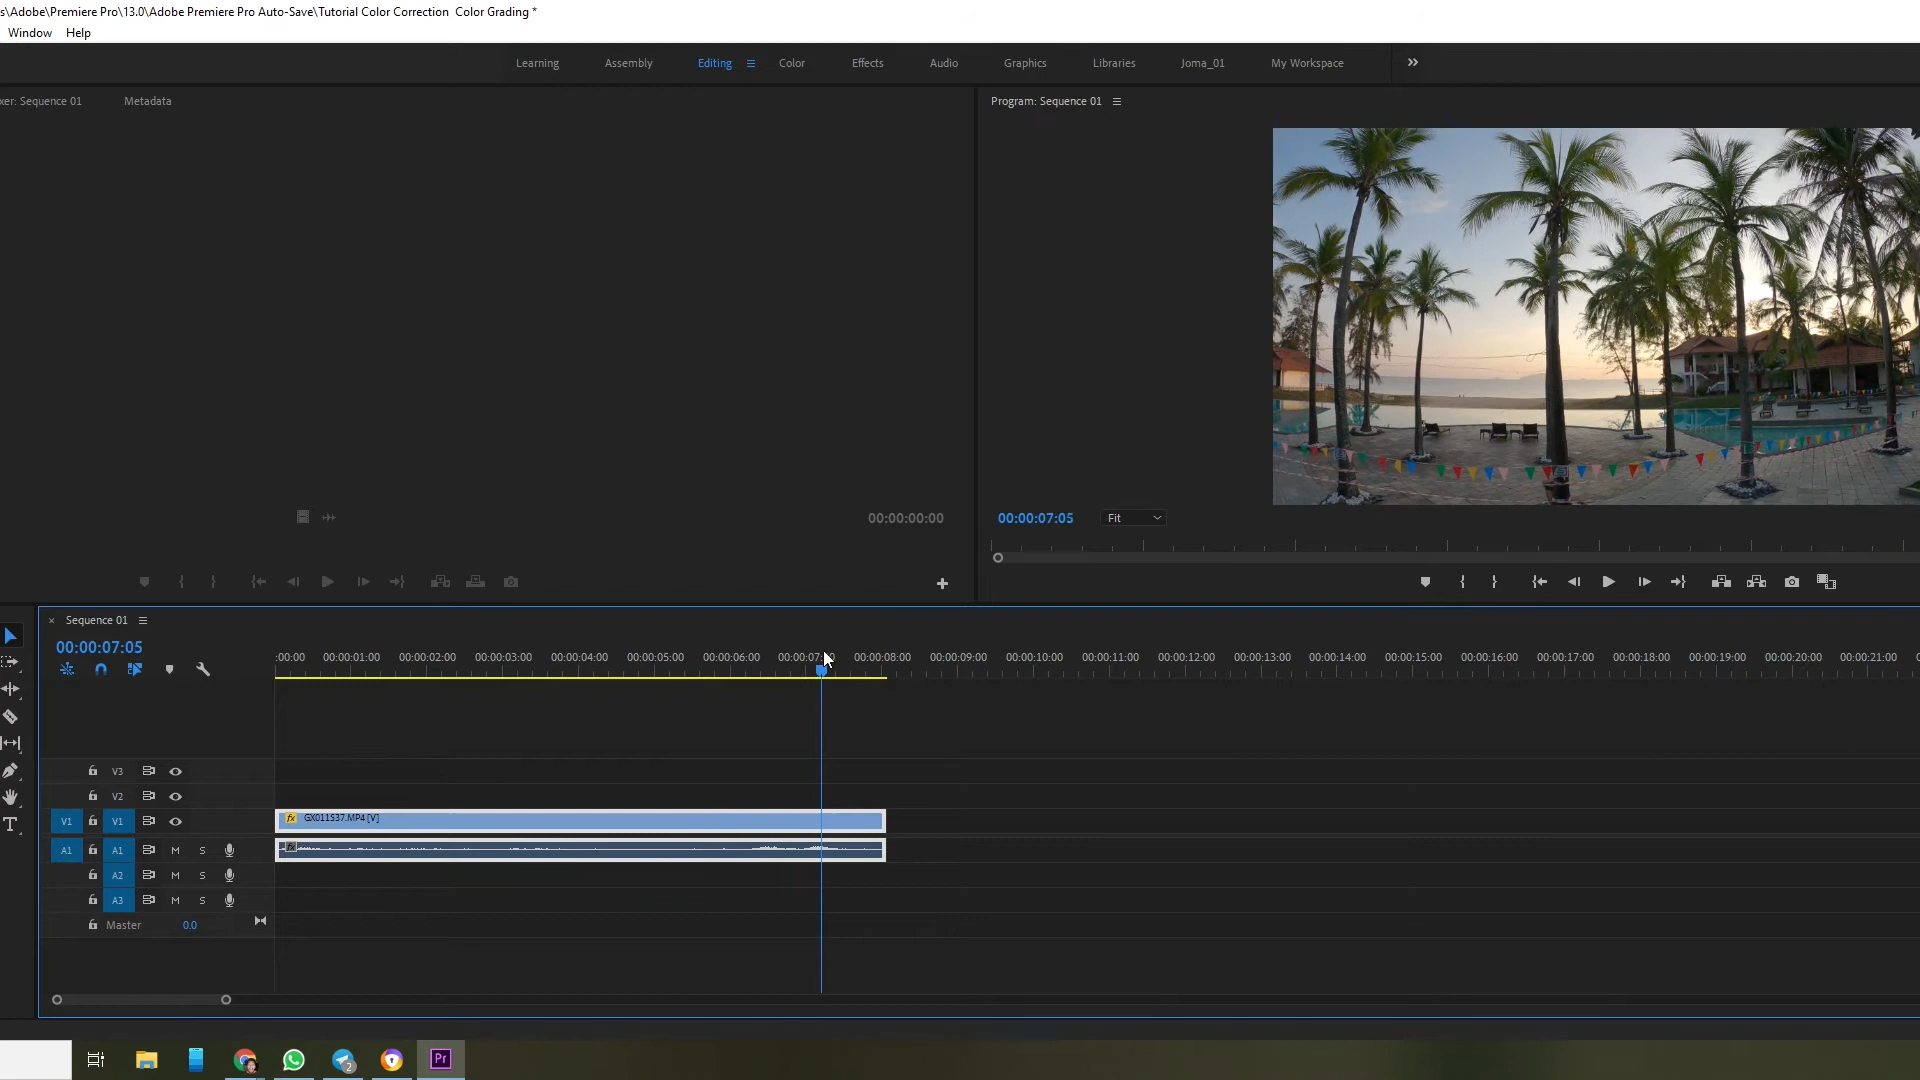 s\Adobe\Premiere Pro\13.0\Adobe Premiere Pro Auto-Save\Tutorial Color Correction  Color Grading *
Window Help
Learning Assembly Editing Color Effects Audio Graphics Libraries Joma_01 My Workspace
xer: Sequence 01 Metadata
Program: Sequence 01
00:00:00:00
00:00:07:05 Fit
Sequence 01
00:00:07:05
:00:00 00:00:01:00 00:00:02:00 00:00:03:00 00:00:04:00 00:00:05:00 00:00:06:00 00:00:08:00 00:00:09:00 00:00:10:00 00:00:11:00 00:00:12:00 00:00:13:00 00:00:14:00 00:00:15:00 00:00:16:00 00:00:17:00 00:00:18:00 00:00:19:00 00:00:20:00 00:00:21:00
V3
V2
V1 V1 fx GX011537.MP4 [V]
A1 A1 M S fx
A2 M S
A3 M S
Master 0.0
2 Pr